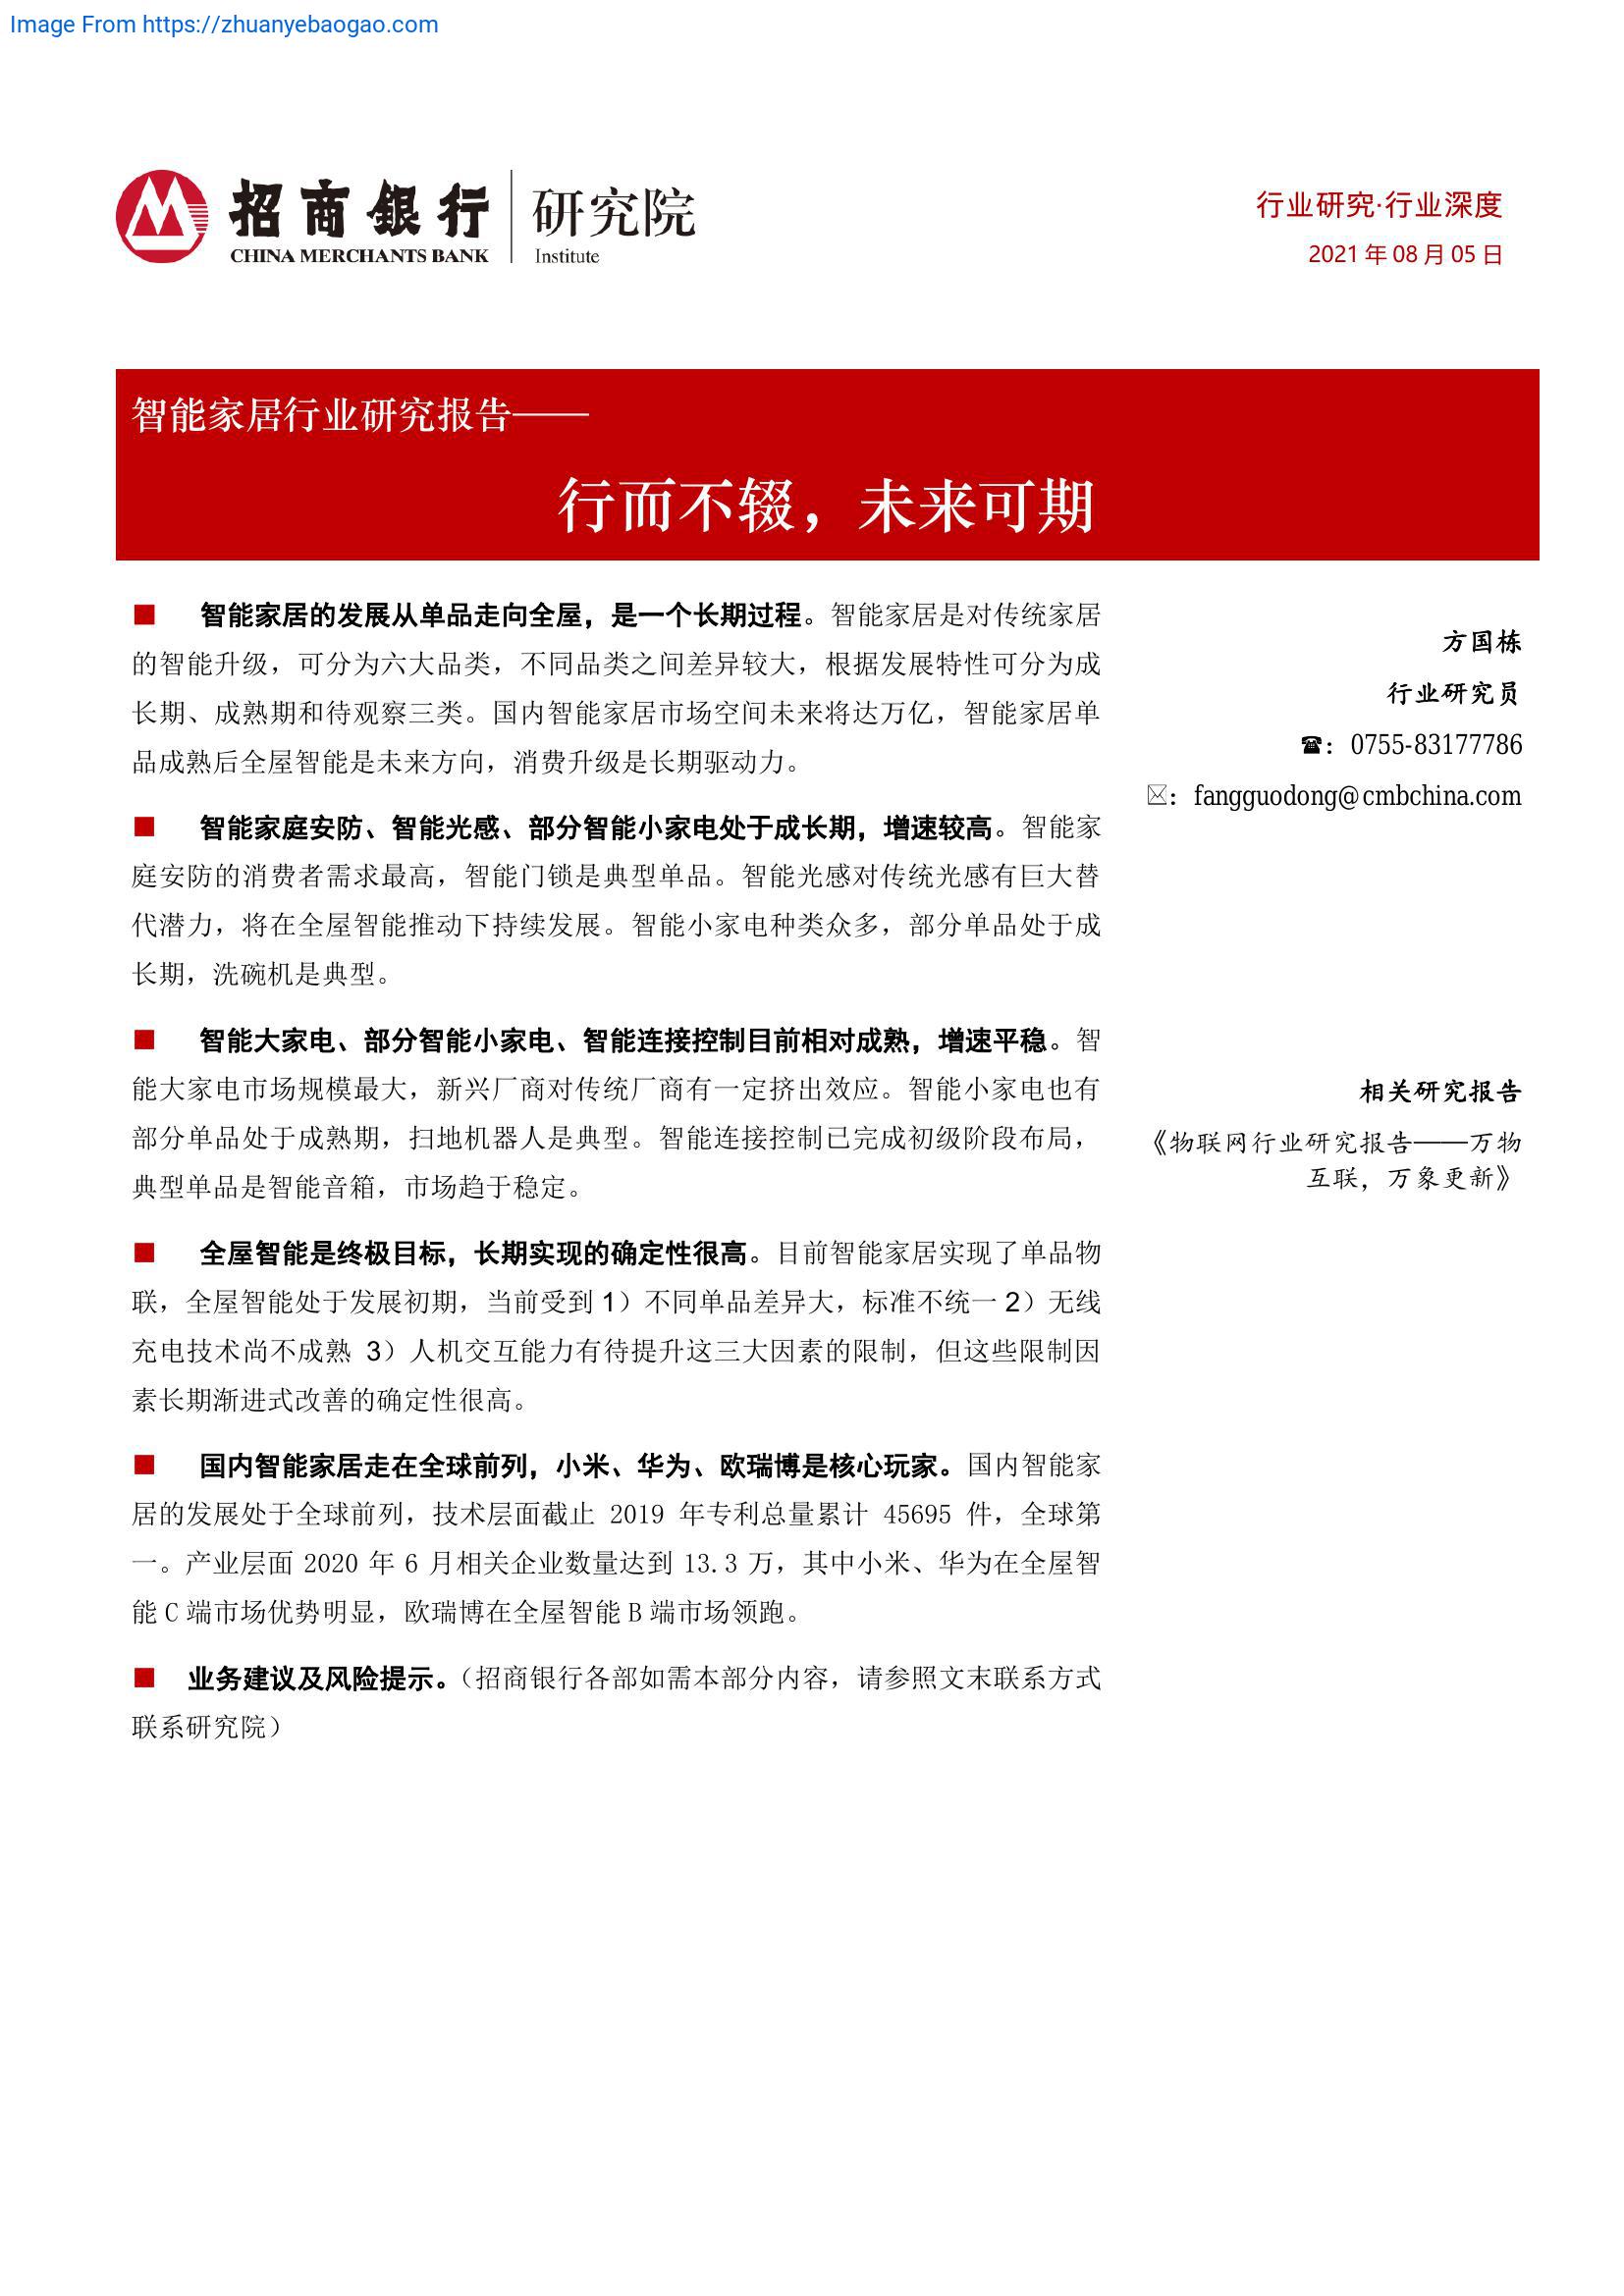 Image From https://zhuanyebaogao.com
招商银行
CHINA MERCHANTS BANK
研究院
Institute
行业研究·行业深度
2021 年 08 月 05 日
智能家居行业研究报告——
行而不辍，未来可期
■ 智能家居的发展从单品走向全屋，是一个长期过程。智能家居是对传统家居
的智能升级，可分为六大品类，不同品类之间差异较大，根据发展特性可分为成
长期、成熟期和待观察三类。国内智能家居市场空间未来将达万亿，智能家居单
品成熟后全屋智能是未来方向，消费升级是长期驱动力。
■ 智能家庭安防、智能光感、部分智能小家电处于成长期，增速较高。智能家
庭安防的消费者需求最高，智能门锁是典型单品。智能光感对传统光感有巨大替
代潜力，将在全屋智能推动下持续发展。智能小家电种类众多，部分单品处于成
长期，洗碗机是典型。
■ 智能大家电、部分智能小家电、智能连接控制目前相对成熟，增速平稳。智
能大家电市场规模最大，新兴厂商对传统厂商有一定挤出效应。智能小家电也有
部分单品处于成熟期，扫地机器人是典型。智能连接控制已完成初级阶段布局，
典型单品是智能音箱，市场趋于稳定。
■ 全屋智能是终极目标，长期实现的确定性很高。目前智能家居实现了单品物
联，全屋智能处于发展初期，当前受到 1）不同单品差异大，标准不统一 2）无线
充电技术尚不成熟 3）人机交互能力有待提升这三大因素的限制，但这些限制因
素长期渐进式改善的确定性很高。
■ 国内智能家居走在全球前列，小米、华为、欧瑞博是核心玩家。国内智能家
居的发展处于全球前列，技术层面截止 2019 年专利总量累计 45695 件，全球第
一。产业层面 2020 年 6 月相关企业数量达到 13.3 万，其中小米、华为在全屋智
能 C 端市场优势明显，欧瑞博在全屋智能 B 端市场领跑。
■ 业务建议及风险提示。（招商银行各部如需本部分内容，请参照文末联系方式
联系研究院）
方国栋
行业研究员
☎：0755-83177786
✉：fangguodong@cmbchina.com
相关研究报告
《物联网行业研究报告——万物
互联，万象更新》